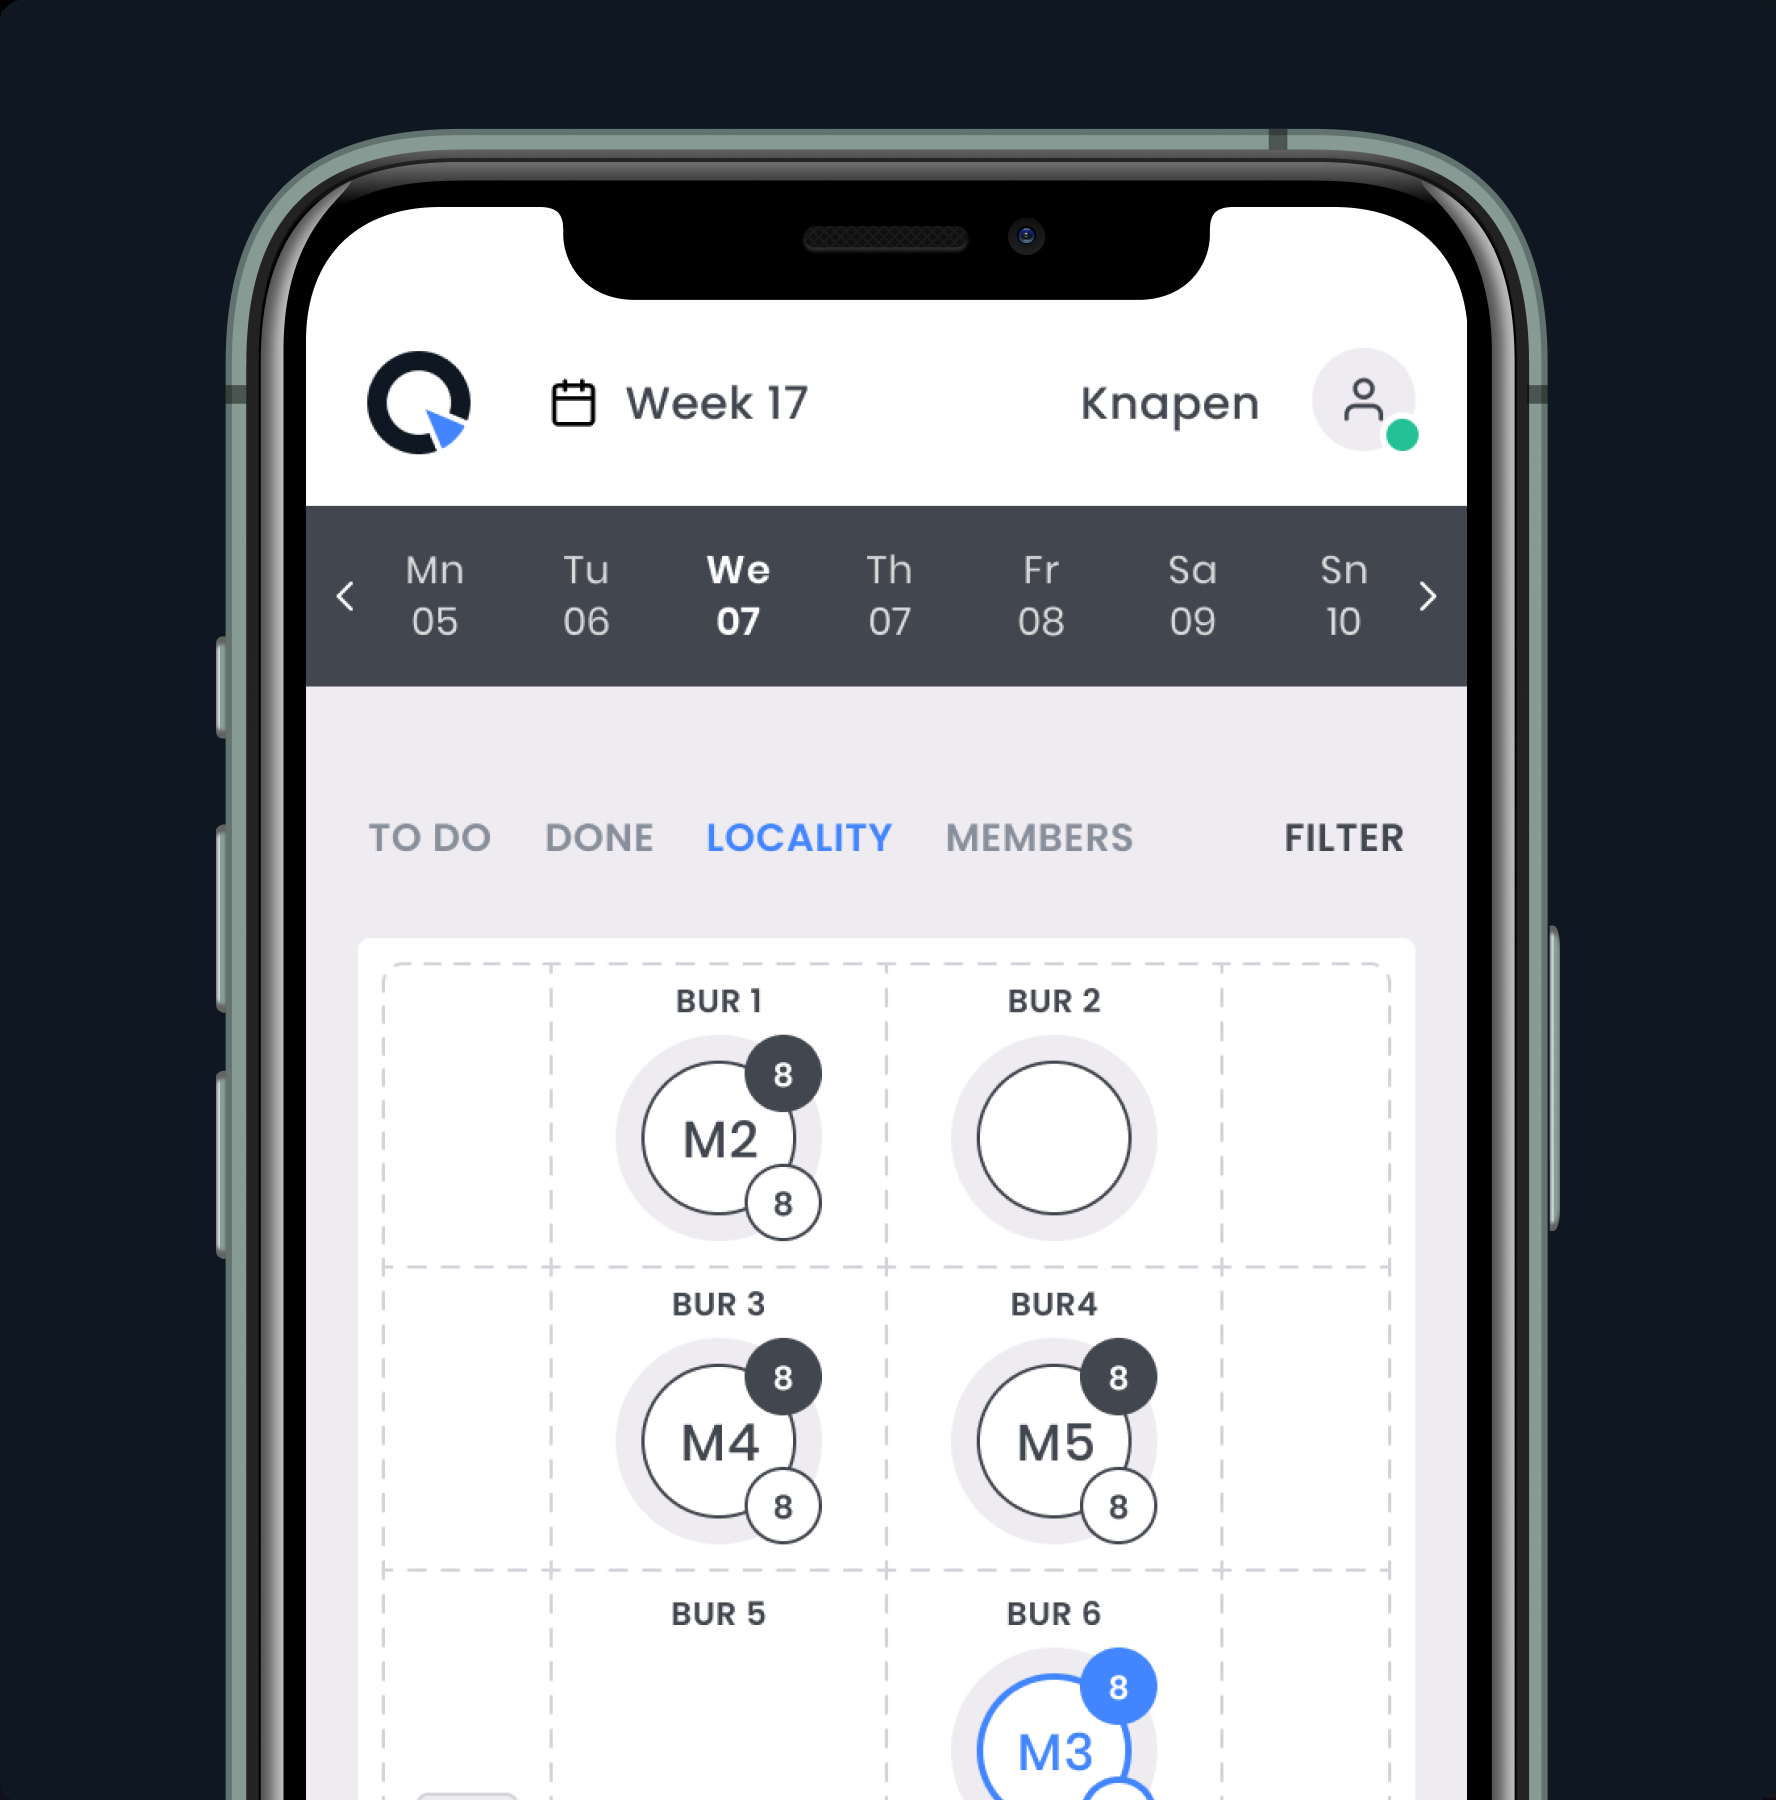 Week 17
Knapen
Mn Tu We Th Fr Sa Sn
05 06 07 07 08 09 10
TO DO DONE LOCALITY MEMBERS FILTER
BUR 1 BUR 2
8
M2
8
BUR 3 BUR4
8 8
M4 M5
8 8
BUR 5 BUR 6
8
M3